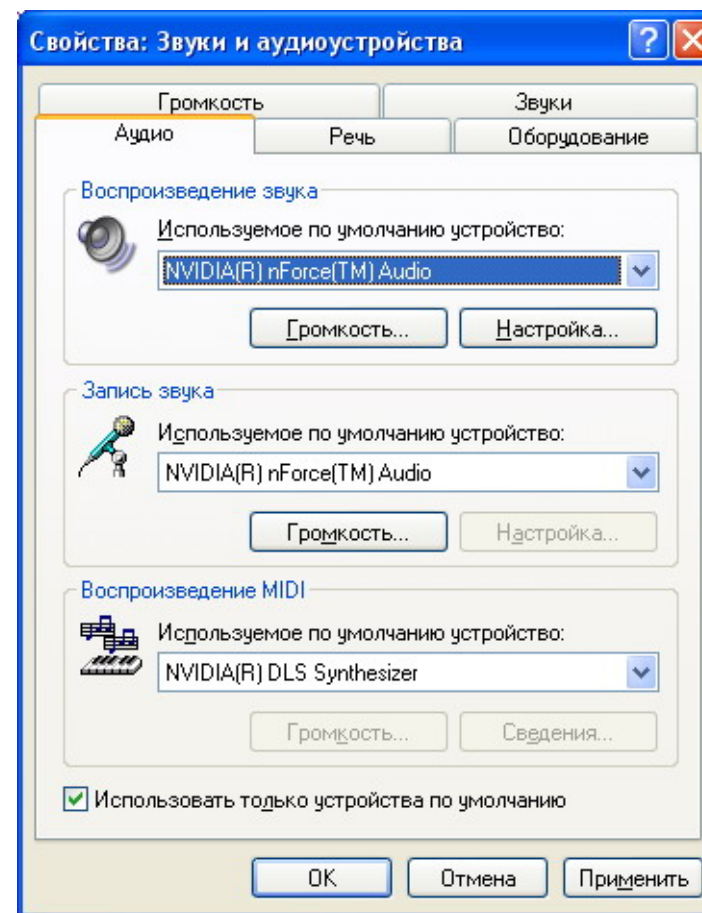 Свойства: Звуки и аудиоустройства
Громкость
Звуки
Аудио
Речь
Оборудование
Воспроизведение звука
Используемое по умолчанию устройство:
NVIDIA(R) nForce(TM) Audio
Громкость...
Настройка...
Запись звука
Используемое по умолчанию устройство:
NVIDIA(R) nForce(TM) Audio
Громкость...
Настройка...
Воспроизведение MIDI
Используемое по умолчанию устройство:
NVIDIA(R) DLS Synthesizer
Громкость...
Сведения...
Использовать только устройства по умолчанию
OK
Отмена
Применить